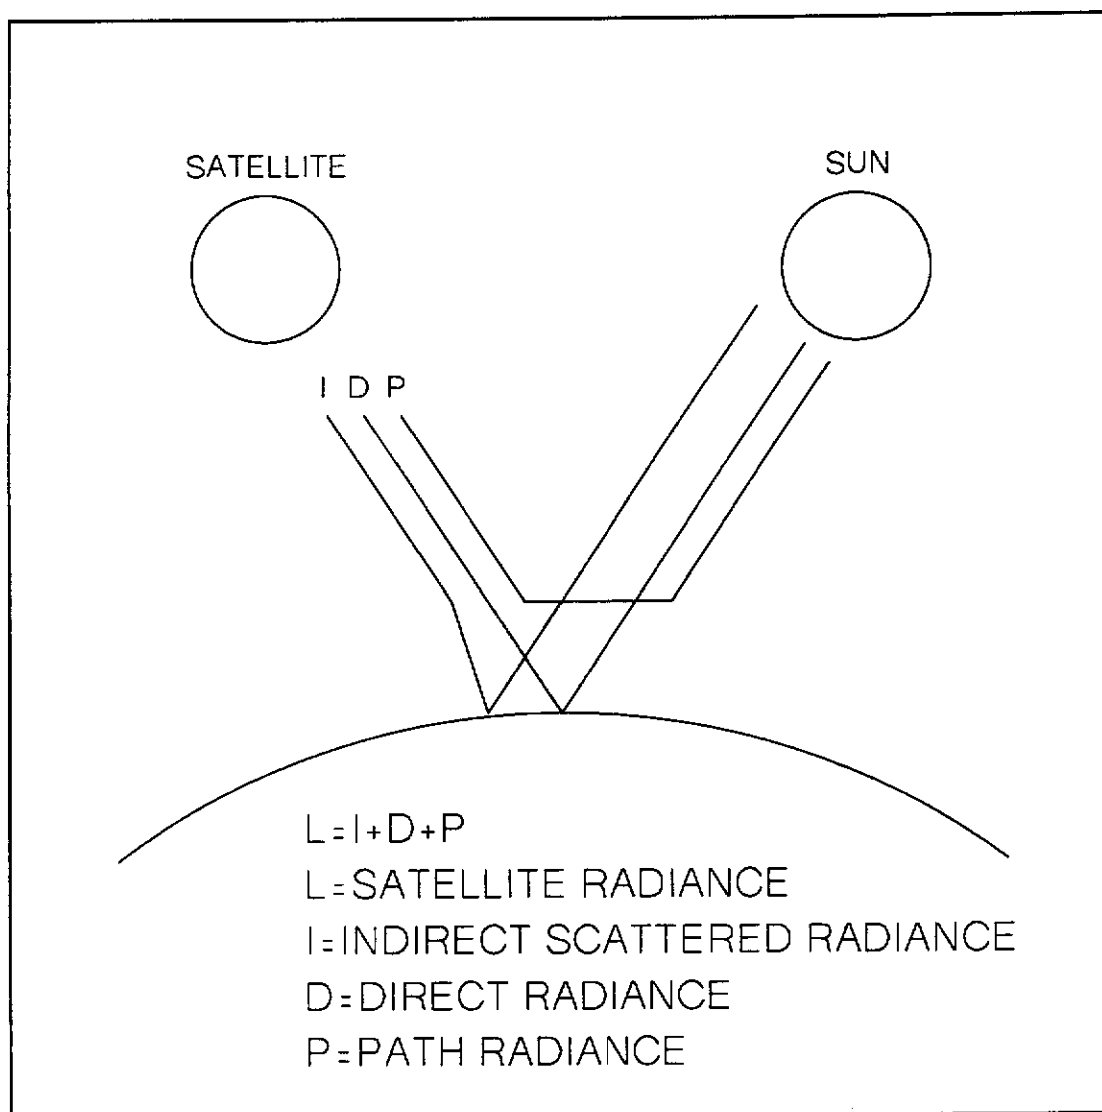 SATELLITE
SUN
I D P
L=I+D+P
L=SATELLITE RADIANCE
I=INDIRECT SCATTERED RADIANCE
D=DIRECT RADIANCE
P=PATH RADIANCE